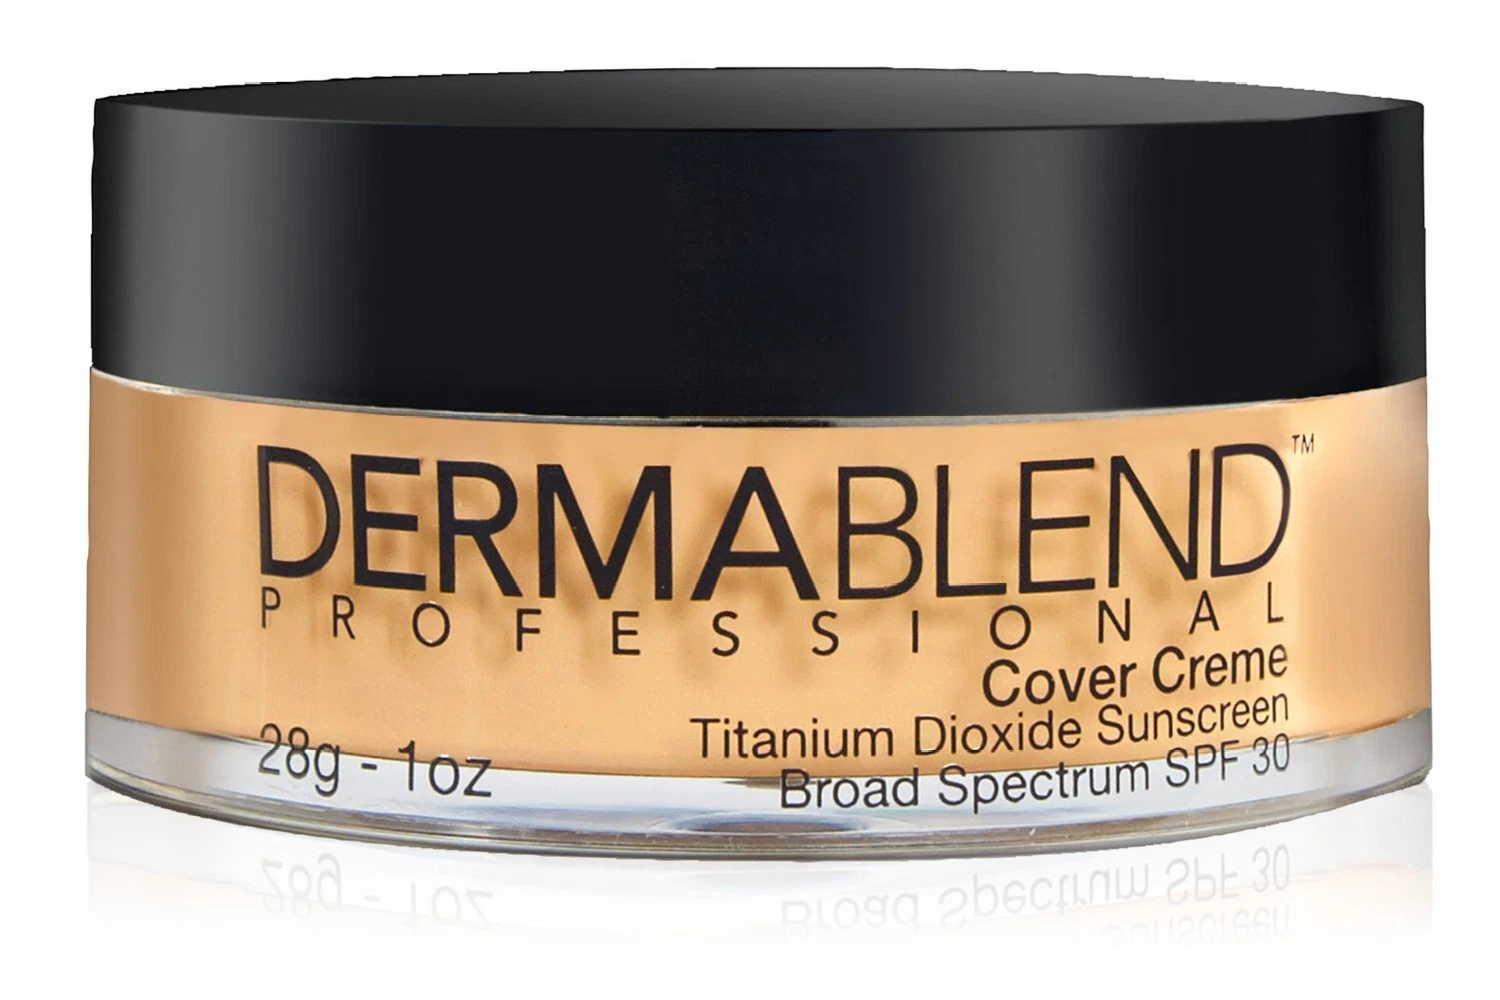 DERMABLEND™
PROFESSIONAL
Cover Creme
Titanium Dioxide Sunscreen
Broad Spectrum SPF 30
28g - 1oz